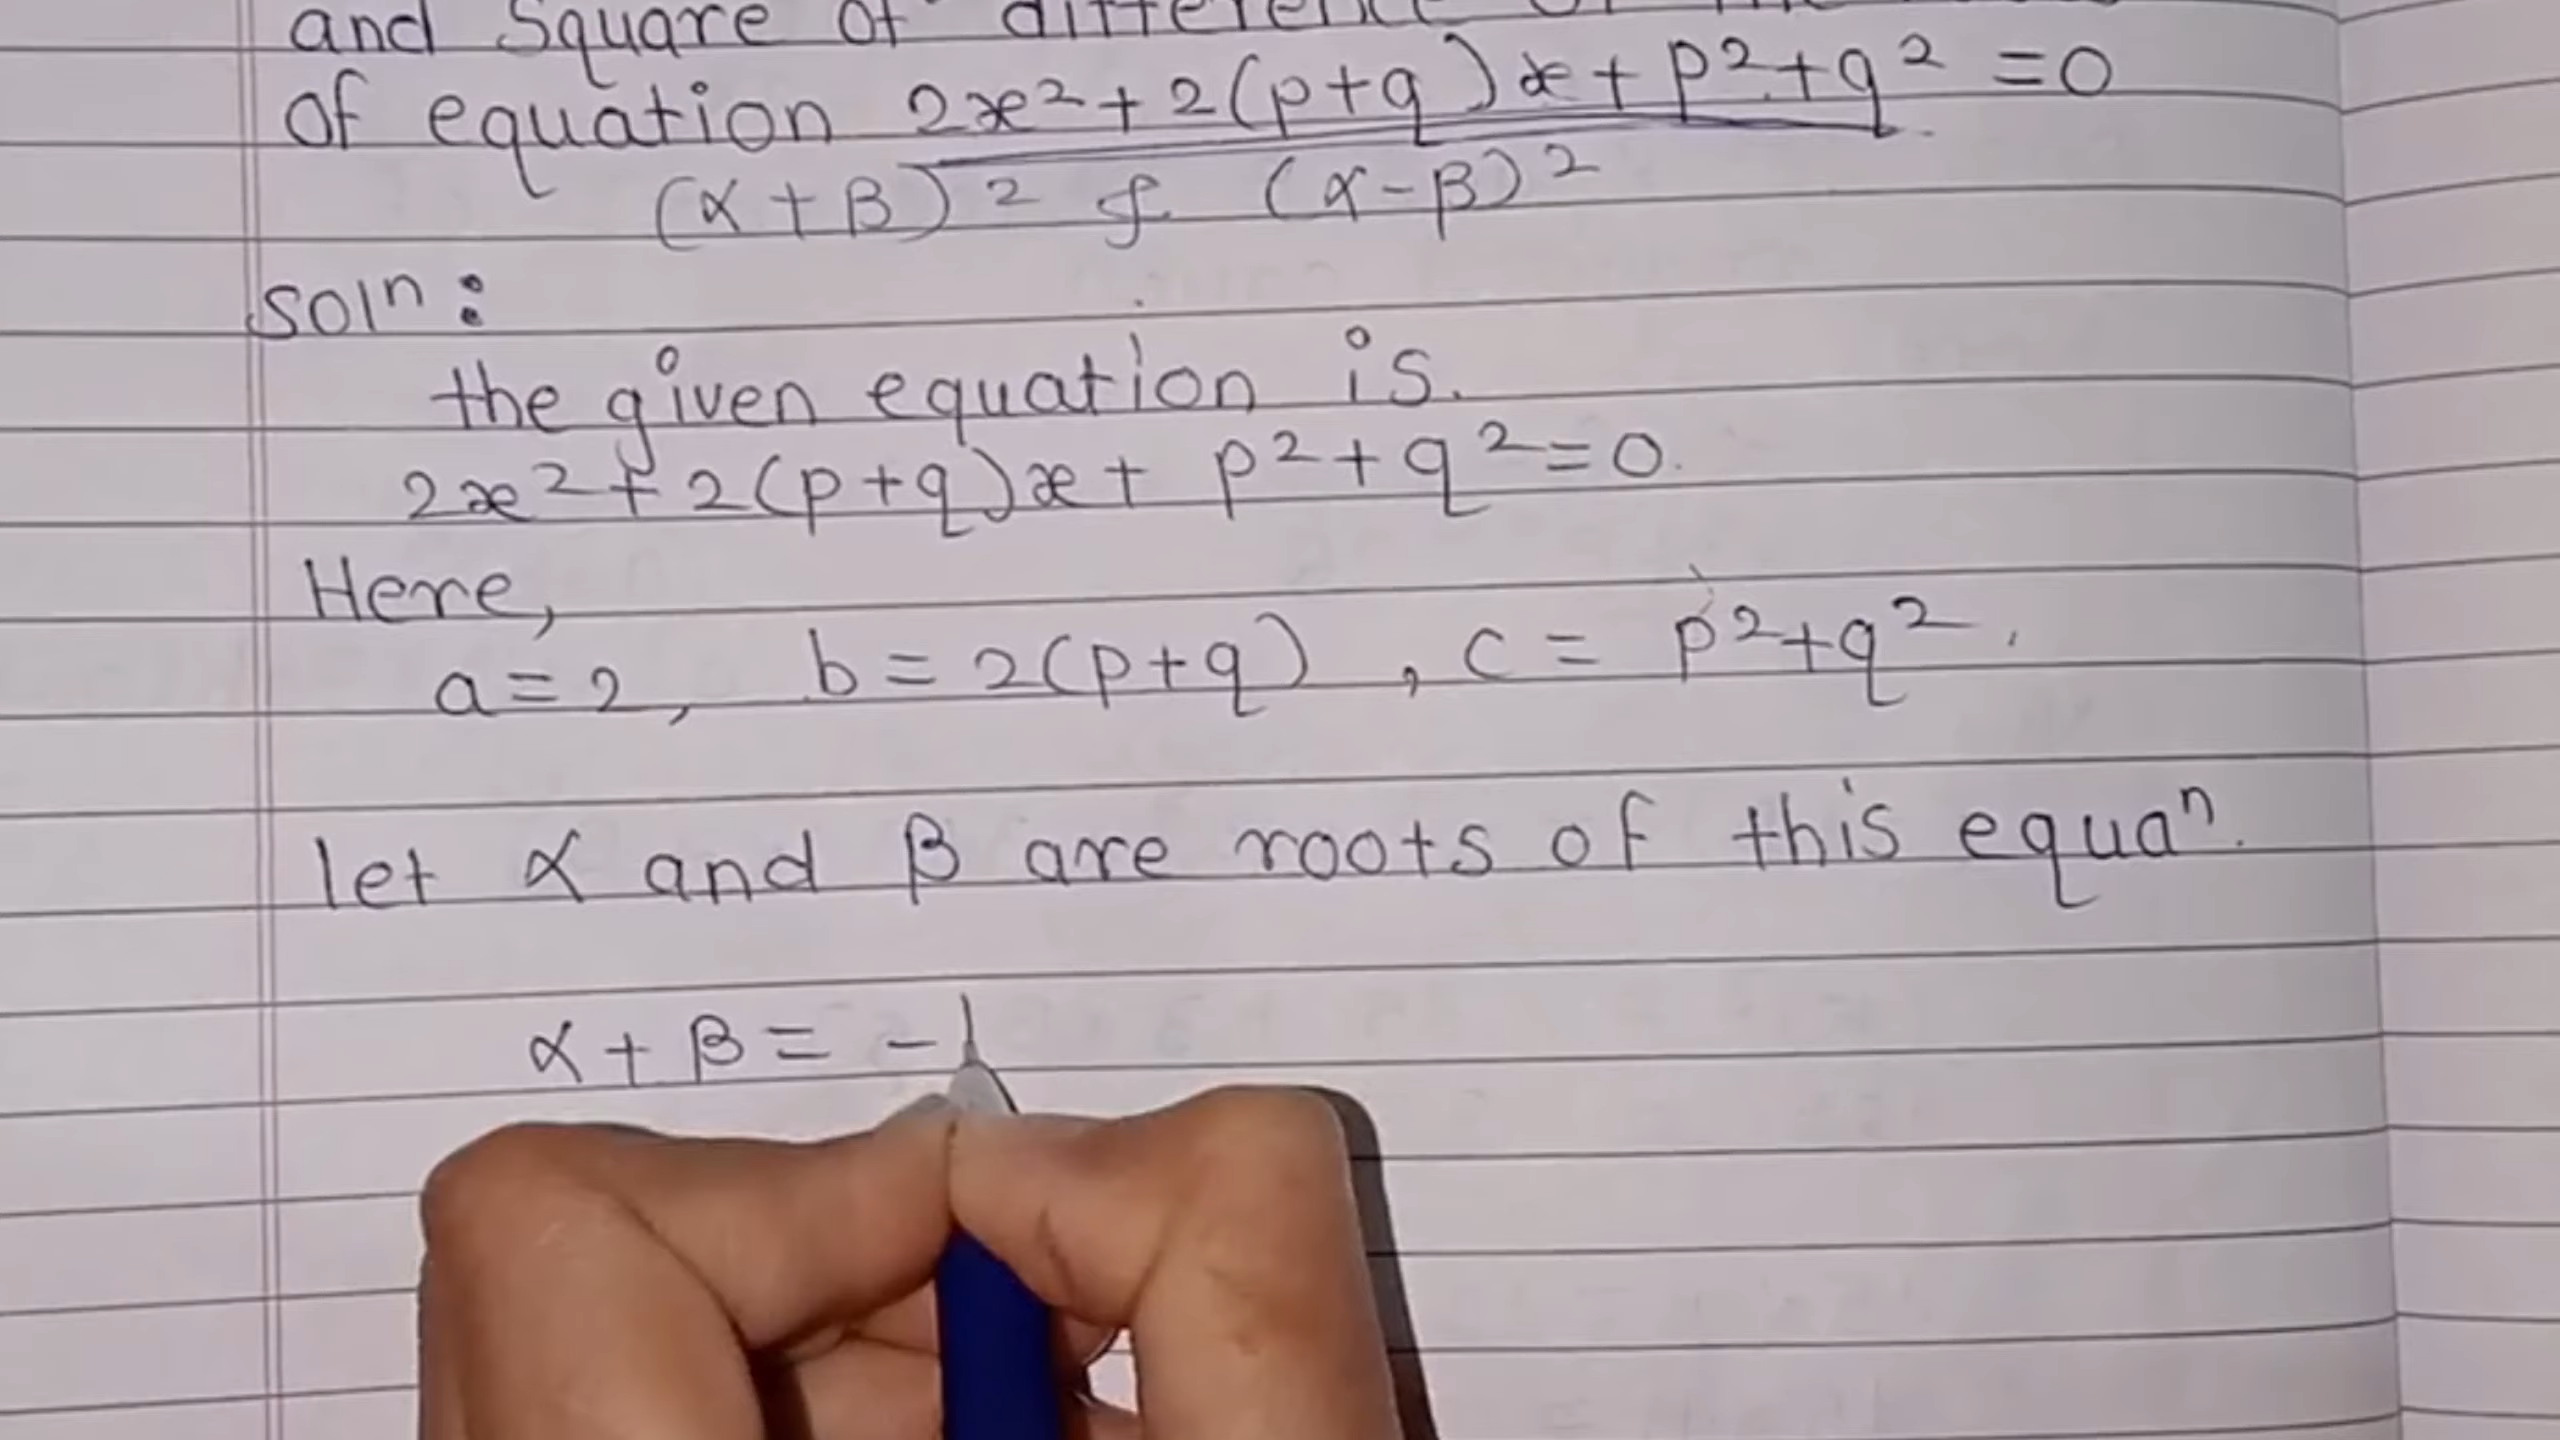 and Square of difference
of equation 2x²+2(p+q)x+p²+q²=0
(α+β)² & (α-β)²
Solⁿ:
the given equation is.
2x²+2(p+q)x+ p²+q²=0.
Here,
a=2, b=2(p+q), c= p²+q².
let α and β are roots of this equaⁿ.
α+β= -